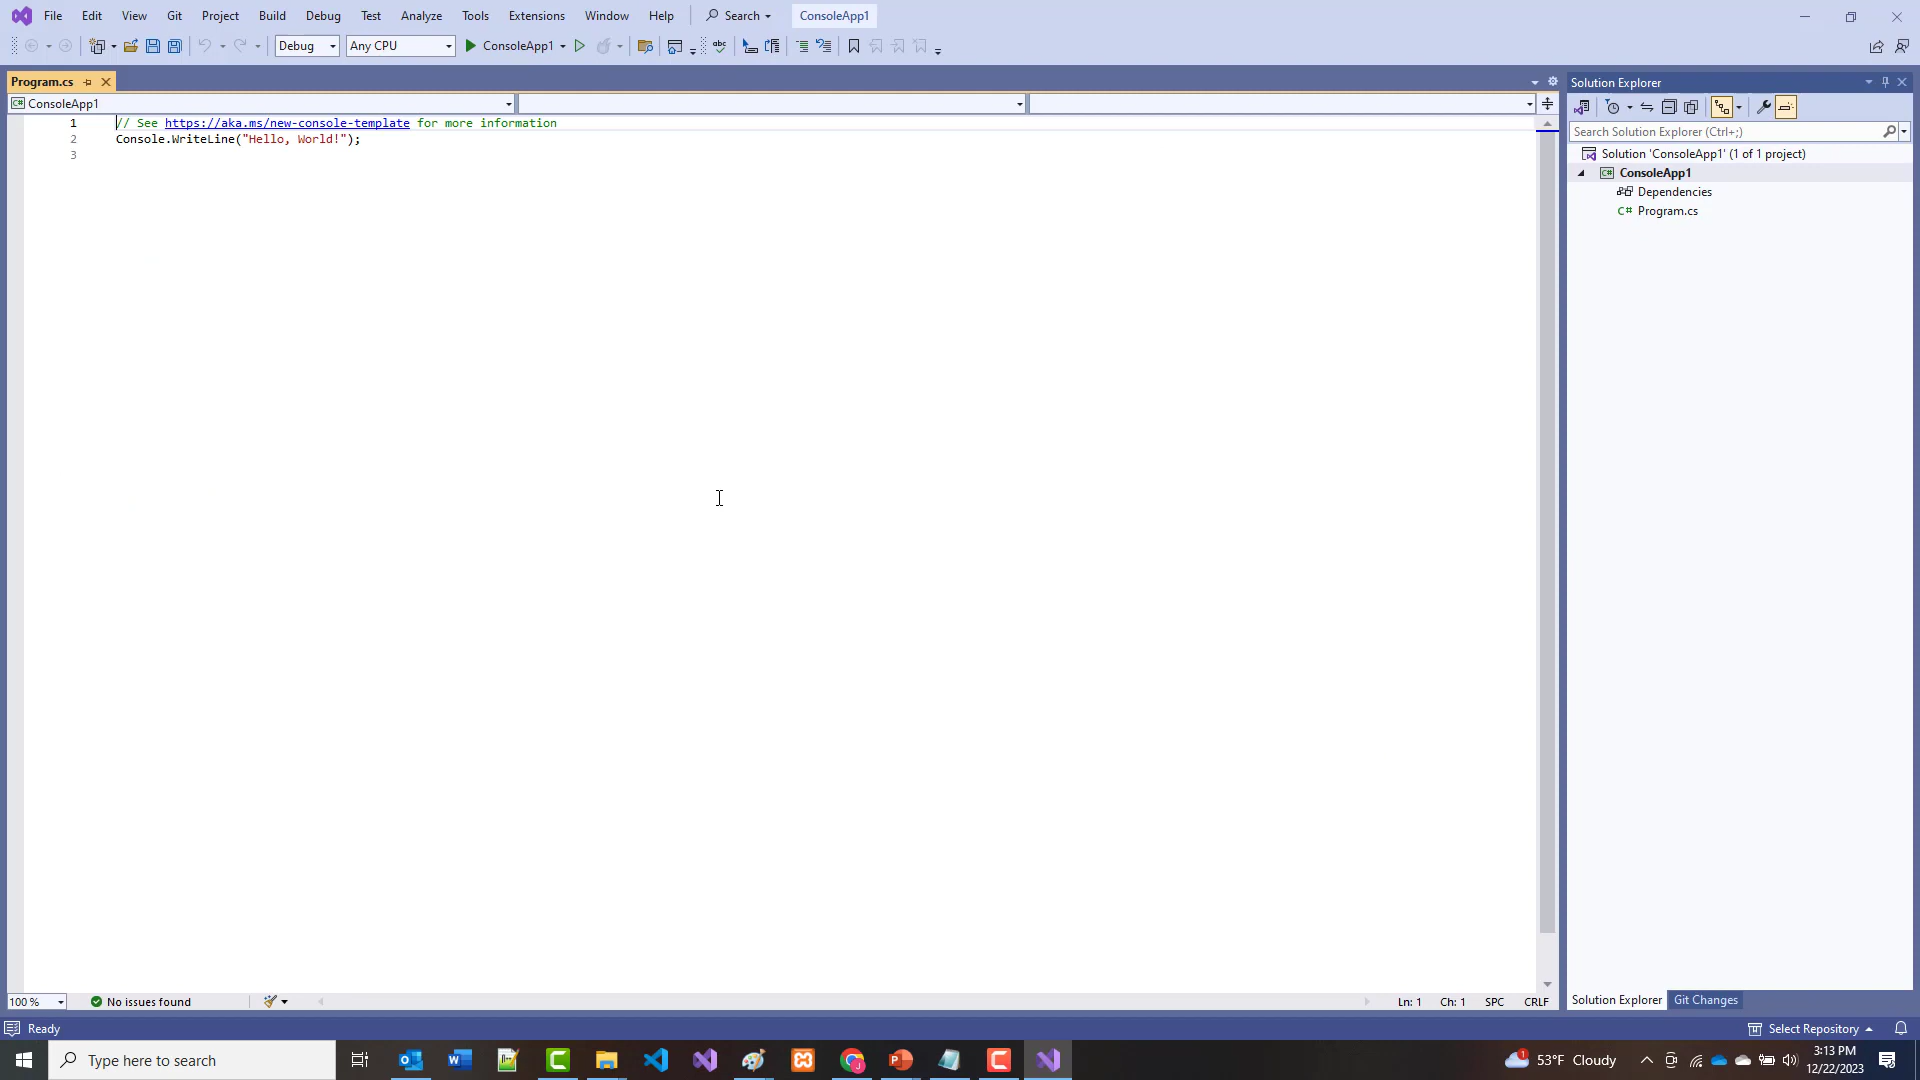 File Edit View Git Project Build Debug Test Analyze Tools Extensions Window Help Search ConsoleApp1
Debug Any CPU ConsoleApp1
Program.cs
ConsoleApp1
1 // See https://aka.ms/new-console-template for more information
2 Console.WriteLine("Hello, World!");
3
Solution Explorer
Search Solution Explorer (Ctrl+;)
Solution 'ConsoleApp1' (1 of 1 project)
C# ConsoleApp1
Dependencies
C# Program.cs
100 % No issues found Ln: 1 Ch: 1 SPC CRLF
Solution Explorer Git Changes
Ready Select Repository
Type here to search
53°F Cloudy
3:13 PM
12/22/2023